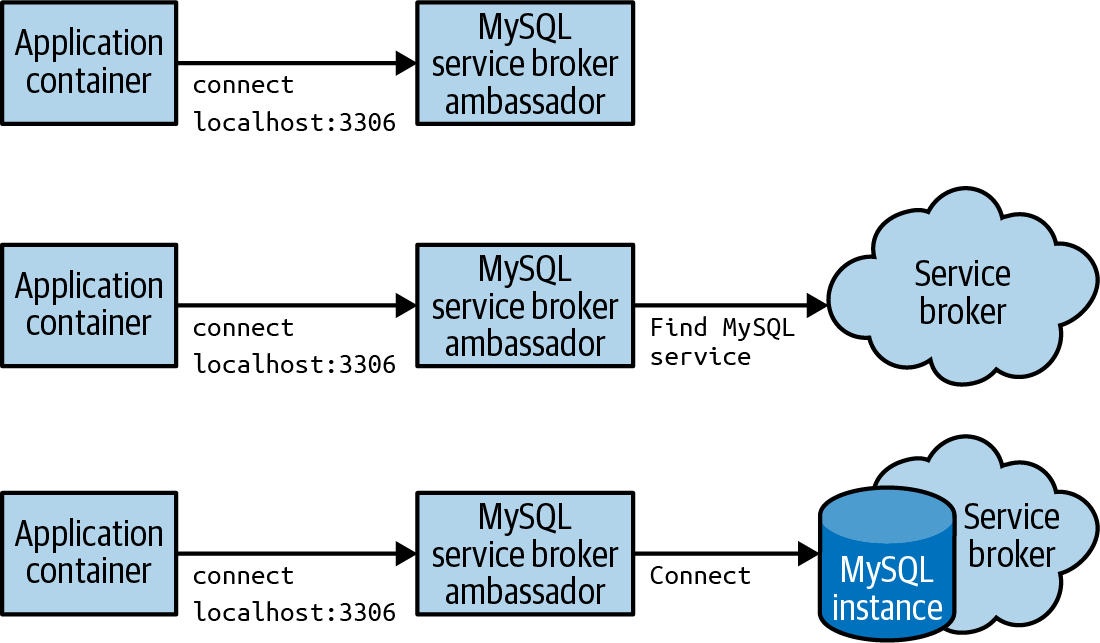 Application
container
connect
localhost:3306
MySQL
service broker
ambassador
Application
container
connect
localhost:3306
MySQL
service broker
ambassador
Find MySQL
service
Service
broker
Application
container
connect
localhost:3306
MySQL
service broker
ambassador
Connect
MySQL
instance
Service
broker